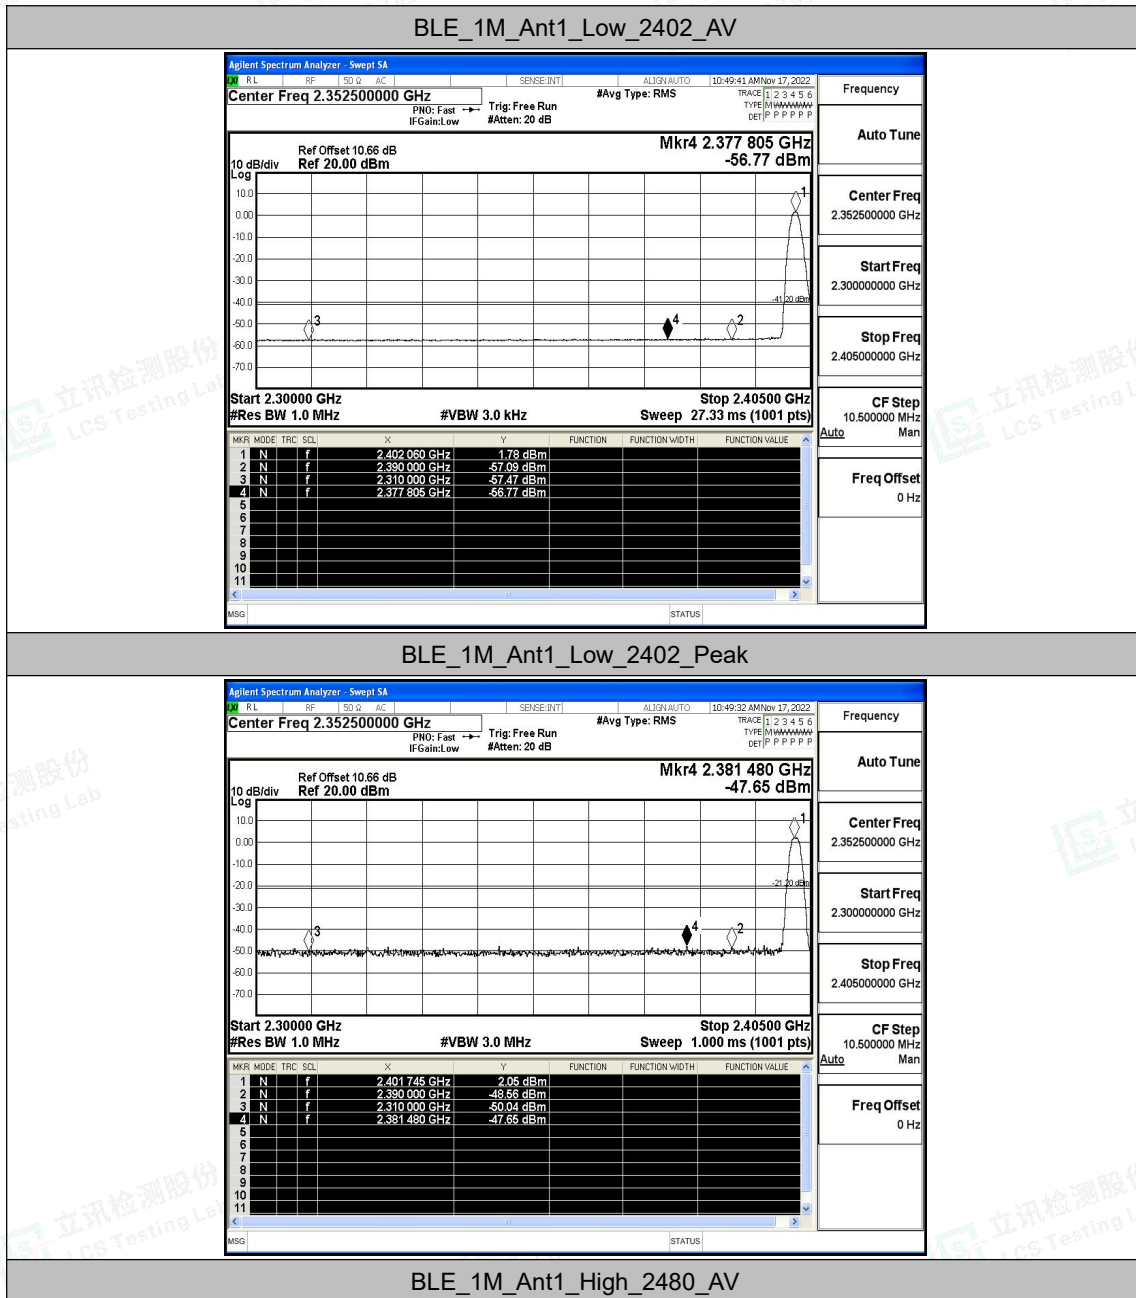 BLE_1M_Ant1_Low_2402_AV
Agilent Spectrum Analyzer - Swept SA
LXI RL RF 50 Ω AC SENSE:INT ALIGN AUTO 10:49:41 AM Nov 17, 2022
Center Freq 2.352500000 GHz
PNO: Fast
IFGain:Low
Trig: Free Run
#Atten: 20 dB
#Avg Type: RMS
TRACE 1 2 3 4 5 6
TYPE M WWWWW
DET P P P P P P
Frequency
Auto Tune
Center Freq
2.352500000 GHz
Start Freq
2.300000000 GHz
Stop Freq
2.405000000 GHz
CF Step
10.500000 MHz
Auto Man
Freq Offset
0 Hz
Mkr4 2.377 805 GHz
-56.77 dBm
Ref Offset 10.66 dB
10 dB/div Ref 20.00 dBm
Log
10.0
0.00
-10.0
-20.0
-30.0
-40.0
-50.0
-60.0
-70.0
1
-41.20 dBm
3
4
2
Start 2.30000 GHz Stop 2.40500 GHz
#Res BW 1.0 MHz #VBW 3.0 kHz Sweep 27.33 ms (1001 pts)
MKR MODE TRC SCL X Y FUNCTION FUNCTION WIDTH FUNCTION VALUE
1 N f 2.402 060 GHz 1.78 dBm
2 N f 2.390 000 GHz -57.09 dBm
3 N f 2.310 000 GHz -57.47 dBm
4 N f 2.377 805 GHz -56.77 dBm
5
6
7
8
9
10
11
MSG STATUS
BLE_1M_Ant1_Low_2402_Peak
Agilent Spectrum Analyzer - Swept SA
LXI RL RF 50 Ω AC SENSE:INT ALIGN AUTO 10:49:32 AM Nov 17, 2022
Center Freq 2.352500000 GHz
PNO: Fast
IFGain:Low
Trig: Free Run
#Atten: 20 dB
#Avg Type: RMS
TRACE 1 2 3 4 5 6
TYPE M WWWWW
DET P P P P P P
Frequency
Auto Tune
Center Freq
2.352500000 GHz
Start Freq
2.300000000 GHz
Stop Freq
2.405000000 GHz
CF Step
10.500000 MHz
Auto Man
Freq Offset
0 Hz
Mkr4 2.381 480 GHz
-47.65 dBm
Ref Offset 10.66 dB
10 dB/div Ref 20.00 dBm
Log
10.0
0.00
-10.0
-20.0
-30.0
-40.0
-50.0
-60.0
-70.0
1
-21.20 dBm
3
4
2
Start 2.30000 GHz Stop 2.40500 GHz
#Res BW 1.0 MHz #VBW 3.0 MHz Sweep 1.000 ms (1001 pts)
MKR MODE TRC SCL X Y FUNCTION FUNCTION WIDTH FUNCTION VALUE
1 N f 2.401 745 GHz 2.05 dBm
2 N f 2.390 000 GHz -48.56 dBm
3 N f 2.310 000 GHz -50.04 dBm
4 N f 2.381 480 GHz -47.65 dBm
5
6
7
8
9
10
11
MSG STATUS
BLE_1M_Ant1_High_2480_AV
立讯检测股份
LCS Testing Lab